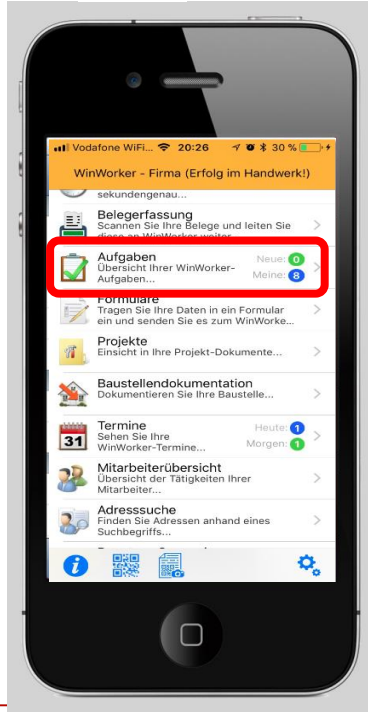 Vodafone WiFi... 20:26 30 %
WinWorker - Firma (Erfolg im Handwerk!)
sekundengenau...
Belegerfassung
Scannen Sie Ihre Belege und leiten Sie
diese an WinWorker weiter
Aufgaben
Neue: 0
Übersicht Ihrer WinWorker-
Aufgaben...
Meine: 8
Formulare
Tragen Sie Ihre Daten in ein Formular
ein und senden Sie es zum WinWorke...
Projekte
Einsicht in Ihre Projekt-Dokumente...
Baustellendokumentation
Dokumentieren Sie Ihre Baustelle...
31
Termine
Heute: 1
Sehen Sie Ihre
WinWorker-Termine...
Morgen: 1
Mitarbeiterübersicht
Übersicht der Tätigkeiten Ihrer
Mitarbeiter...
Adresssuche
Finden Sie Adressen anhand eines
Suchbegriffs...